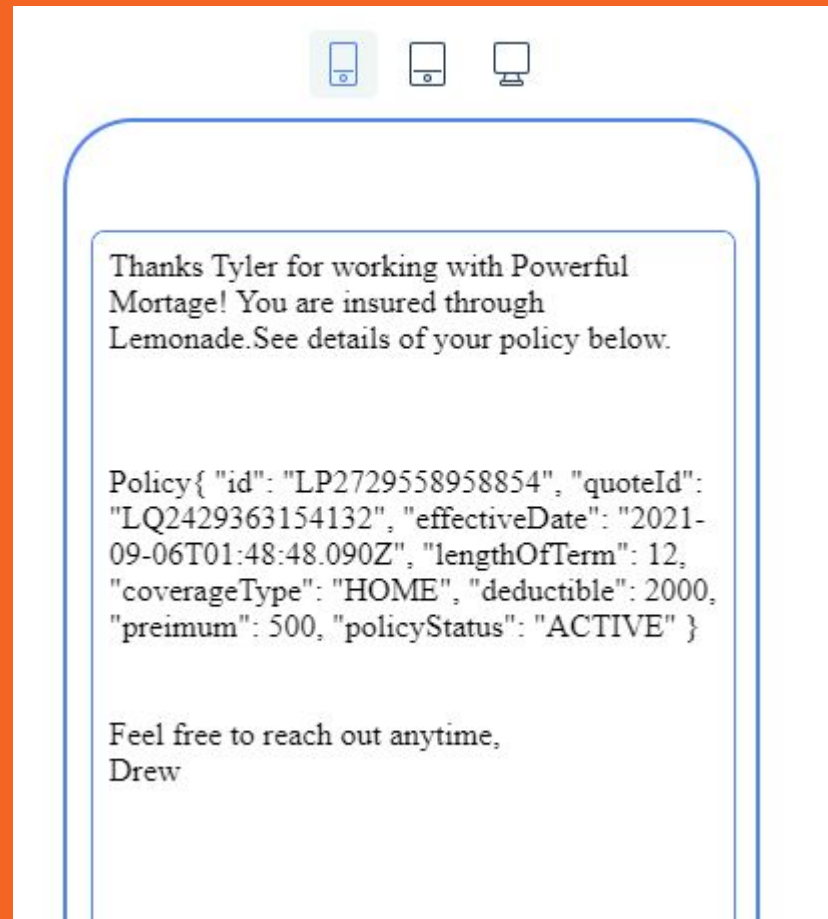 Thanks Tyler for working with Powerful
Mortage! You are insured through
Lemonade.See details of your policy below.
Policy{ "id": "LP2729558958854", "quoteId":
"LQ2429363154132", "effectiveDate": "2021-
09-06T01:48:48.090Z", "lengthOfTerm": 12,
"coverageType": "HOME", "deductible": 2000,
"preimum": 500, "policyStatus": "ACTIVE" }
Feel free to reach out anytime,
Drew